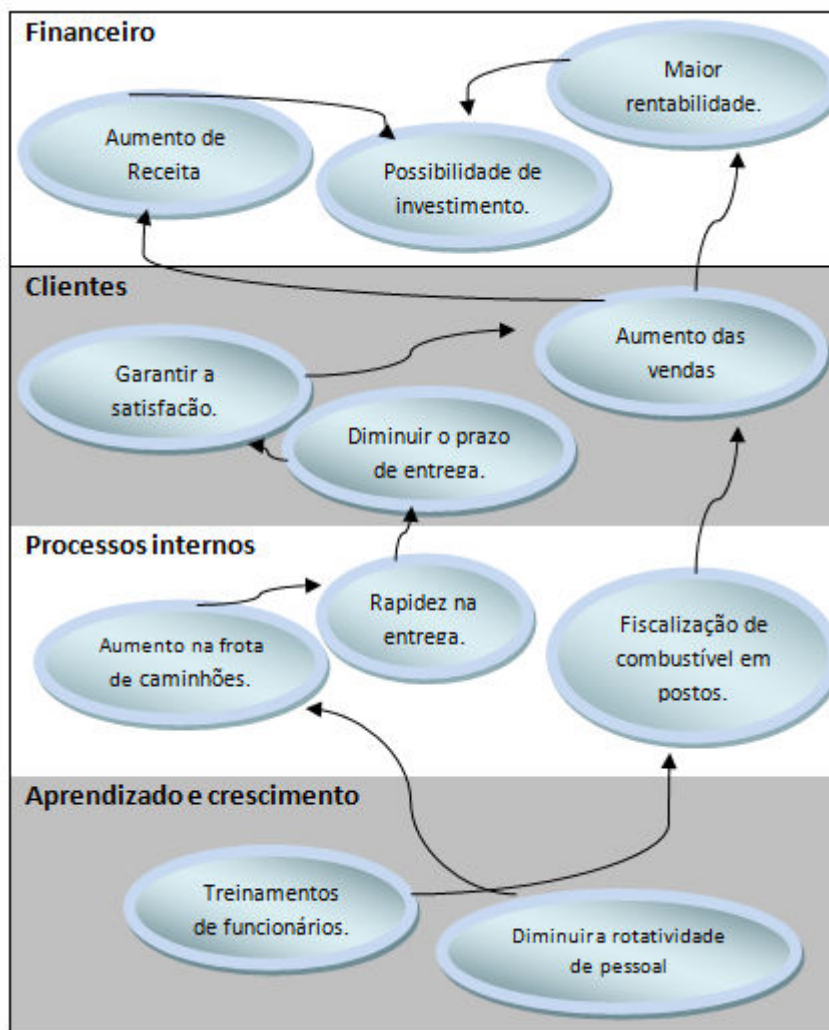 Financeiro
Maior
rentabilidade.
Aumento de
Receita
Possibilidade de
investimento.
Clientes
Aumento das
vendas
Garantir a
satisfacão.
Diminuir o prazo
de entrega.
Processos internos
Rapidez na
entrega.
Aumento na frota
de caminhões.
Fiscalização de
combustível em
postos.
Aprendizado e crescimento
Treinamentos
de funcionários.
Diminuir a rotatividade
de pessoal